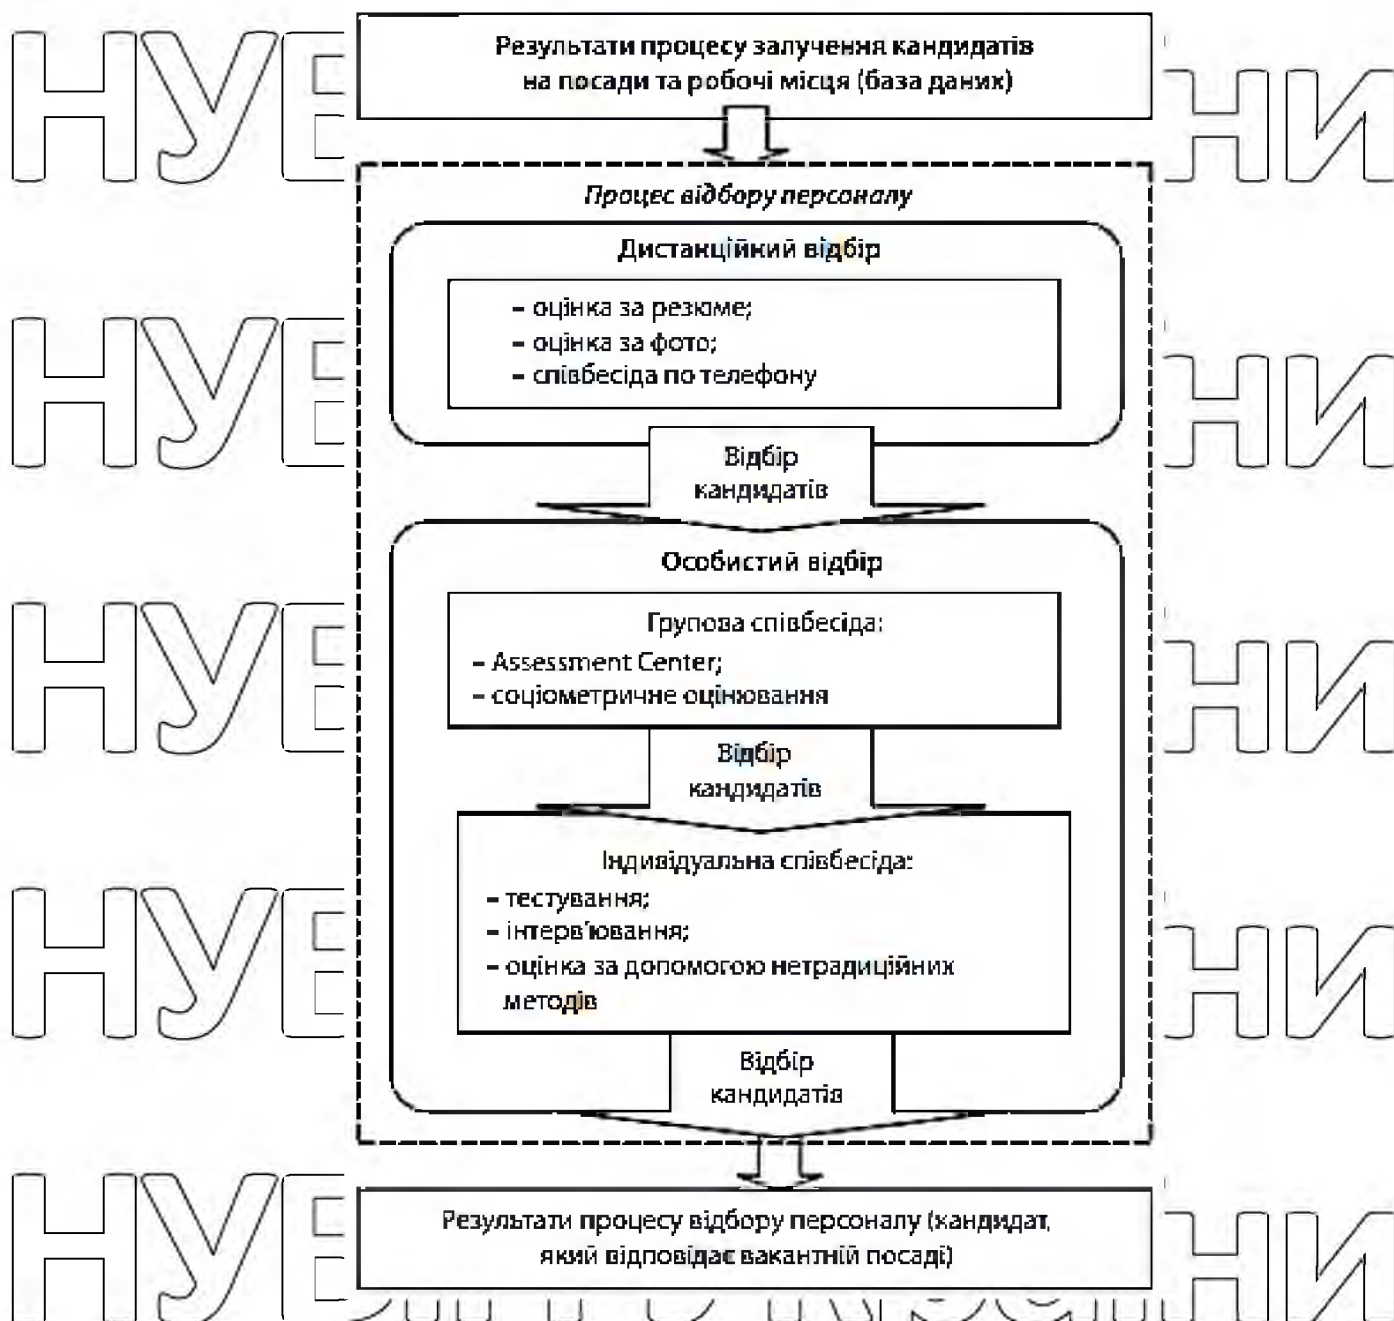 Результати процесу залучення кандидатів
на посади та робочі місця (база даних)
Процес відбору персоналу
Дистанційний відбір
– оцінка за резюме;
– оцінка за фото;
– співбесіда по телефону
Відбір
кандидатів
Особистий відбір
Групова співбесіда:
– Assessment Center;
– соціометричне оцінювання
Відбір
кандидатів
Індивідуальна співбесіда:
– тестування;
– інтерв'ювання;
– оцінка за допомогою нетрадиційних
методів
Відбір
кандидатів
Результати процесу відбору персоналу (кандидат,
який відповідає вакантній посаді)